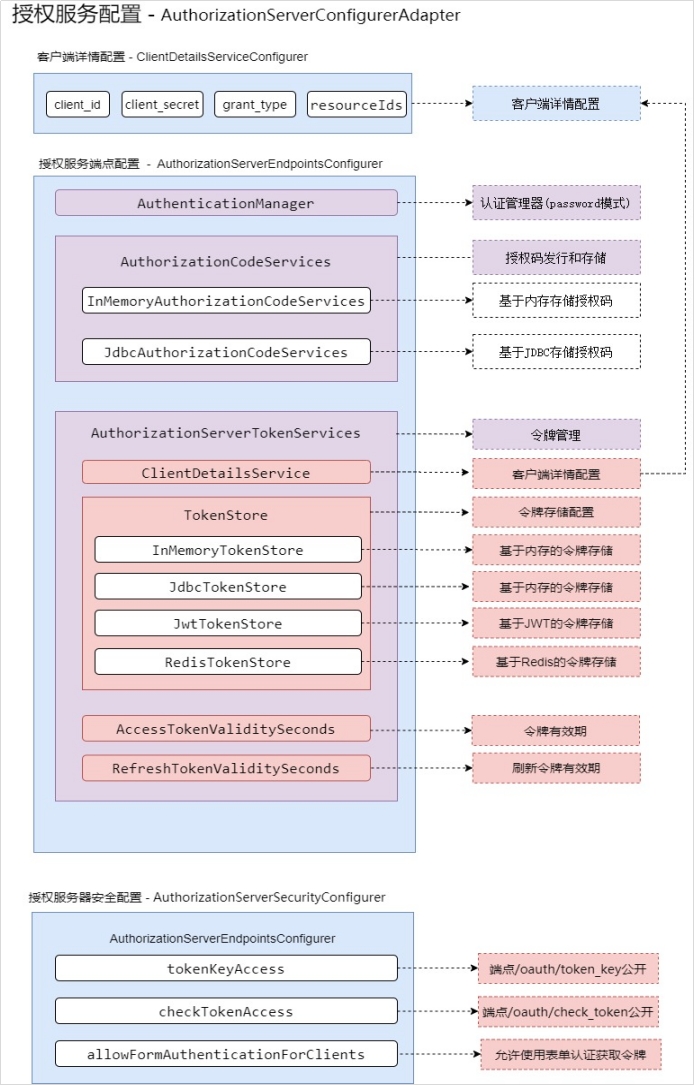 授权服务配置 - AuthorizationServerConfigurerAdapter
客户端详情配置 - ClientDetailsServiceConfigurer
client_id client_secret grant_type resourceIds 客户端详情配置
授权服务端点配置 - AuthorizationServerEndpointsConfigurer
AuthenticationManager 认证管理器(password模式)
AuthorizationCodeServices 授权码发行和存储
InMemoryAuthorizationCodeServices 基于内存存储授权码
JdbcAuthorizationCodeServices 基于JDBC存储授权码
AuthorizationServerTokenServices 令牌管理
ClientDetailsService 客户端详情配置
TokenStore 令牌存储配置
InMemoryTokenStore 基于内存的令牌存储
JdbcTokenStore 基于内存的令牌存储
JwtTokenStore 基于JWT的令牌存储
RedisTokenStore 基于Redis的令牌存储
AccessTokenValiditySeconds 令牌有效期
RefreshTokenValiditySeconds 刷新令牌有效期
授权服务器安全配置 - AuthorizationServerSecurityConfigurer
AuthorizationServerEndpointsConfigurer
tokenKeyAccess 端点/oauth/token_key公开
checkTokenAccess 端点/oauth/check_token公开
allowFormAuthenticationForClients 允许使用表单认证获取令牌